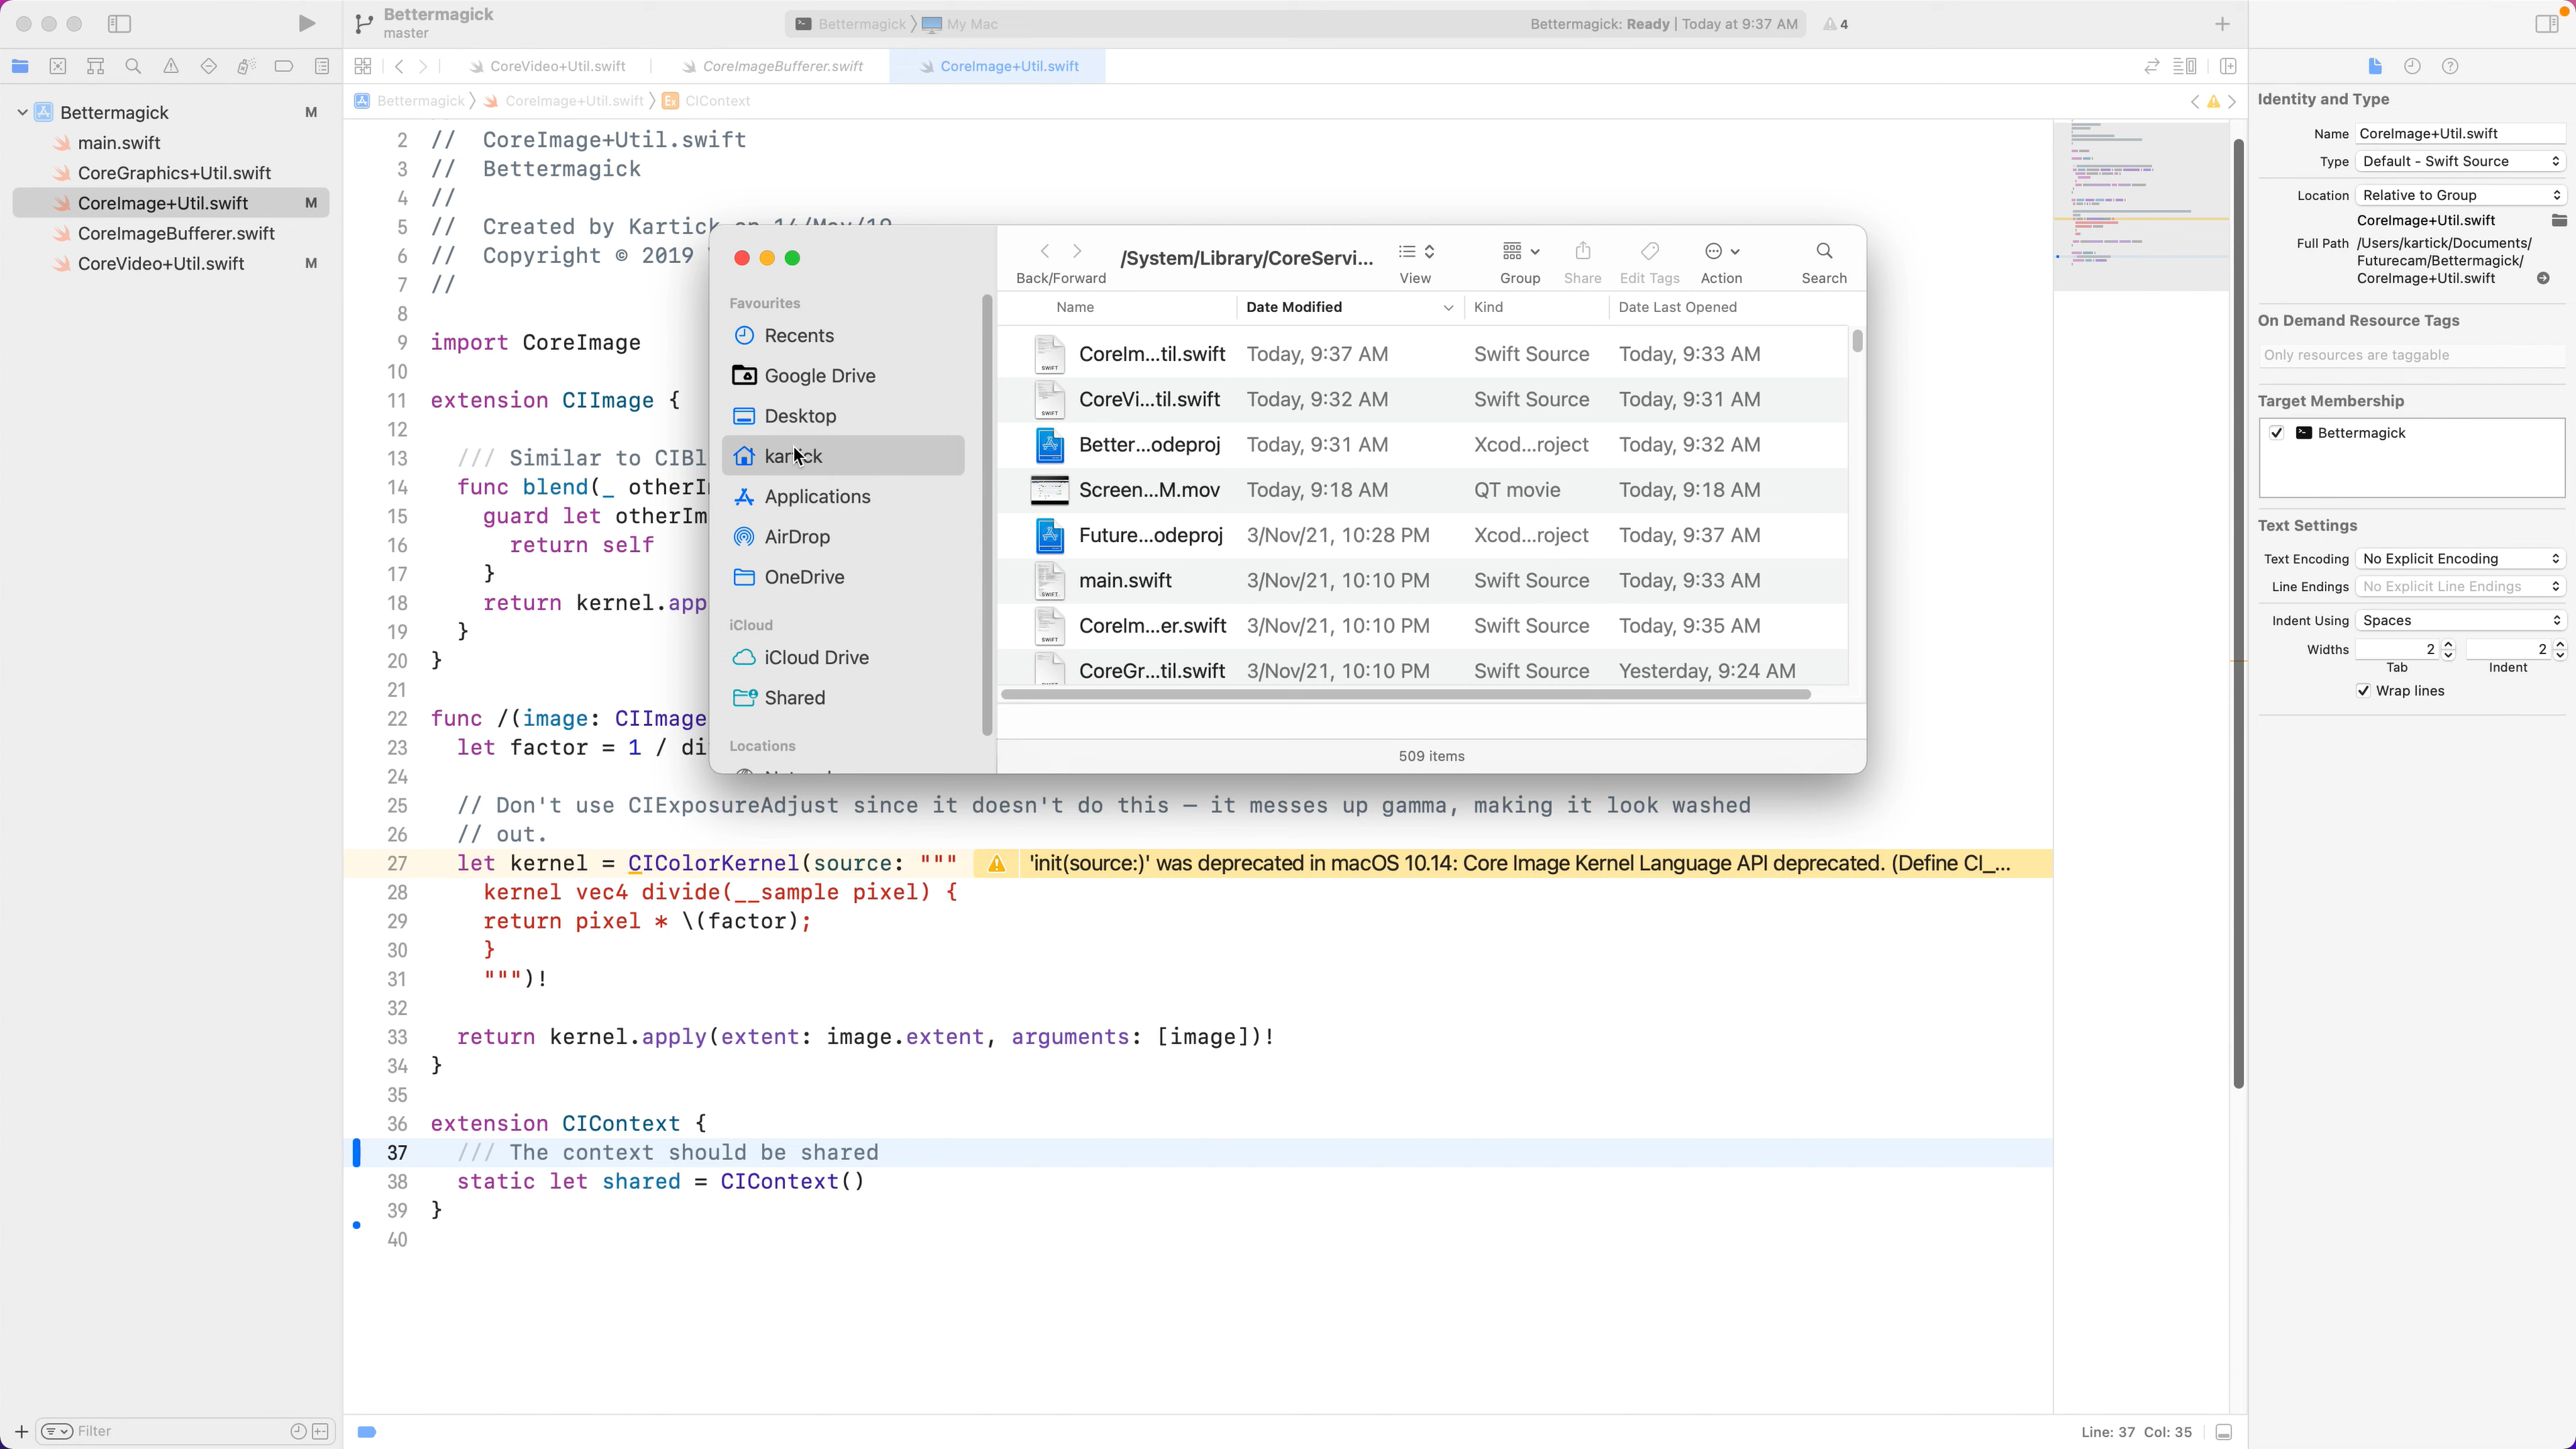 Bettermagick
master
Bettermagick
My Mac
Bettermagick: Ready | Today at 9:37 AM
4
CoreVideo+Util.swift
CoreImageBufferer.swift
CoreImage+Util.swift
Bettermagick
CoreImage+Util.swift
Ex
CIContext
Bettermagick M
main.swift
CoreGraphics+Util.swift
CoreImage+Util.swift M
CoreImageBufferer.swift
CoreVideo+Util.swift M
Filter
2 // CoreImage+Util.swift
3 // Bettermagick
4 //
5 // Created by Kartick on 14/May/19
6 // Copyright © 2019
7 //
8
9 import CoreImage
10
11 extension CIImage {
12
13 /// Similar to CIBl
14 func blend(_ otherI
15 guard let otherIm
16 return self
17 }
18 return kernel.app
19 }
20 }
21
22 func /(image: CIImage
23 let factor = 1 / di
24
25 // Don't use CIExposureAdjust since it doesn't do this — it messes up gamma, making it look washed
26 // out.
27 let kernel = CIColorKernel(source: """
'init(source:)' was deprecated in macOS 10.14: Core Image Kernel Language API deprecated. (Define CI_...
28 kernel vec4 divide(__sample pixel) {
29 return pixel * \(factor);
30 }
31 """)!
32
33 return kernel.apply(extent: image.extent, arguments: [image])!
34 }
35
36 extension CIContext {
37 /// The context should be shared
38 static let shared = CIContext()
39 }
40
Line: 37 Col: 35
Favourites
Recents
Google Drive
Desktop
kartick
Applications
AirDrop
OneDrive
iCloud
iCloud Drive
Shared
Locations
Back/Forward
/System/Library/CoreServi...
View
Group
Share
Edit Tags
Action
Search
Name Date Modified Kind Date Last Opened
CoreIm...til.swift Today, 9:37 AM Swift Source Today, 9:33 AM
CoreVi...til.swift Today, 9:32 AM Swift Source Today, 9:31 AM
Better...odeproj Today, 9:31 AM Xcod...roject Today, 9:32 AM
Screen...M.mov Today, 9:18 AM QT movie Today, 9:18 AM
Future...odeproj 3/Nov/21, 10:28 PM Xcod...roject Today, 9:37 AM
main.swift 3/Nov/21, 10:10 PM Swift Source Today, 9:33 AM
CoreIm...er.swift 3/Nov/21, 10:10 PM Swift Source Today, 9:35 AM
CoreGr...til.swift 3/Nov/21, 10:10 PM Swift Source Yesterday, 9:24 AM
509 items
Identity and Type
Name CoreImage+Util.swift
Type Default - Swift Source
Location Relative to Group
CoreImage+Util.swift
Full Path /Users/kartick/Documents/
Futurecam/Bettermagick/
CoreImage+Util.swift
On Demand Resource Tags
Only resources are taggable
Target Membership
Bettermagick
Text Settings
Text Encoding No Explicit Encoding
Line Endings No Explicit Line Endings
Indent Using Spaces
Widths 2 2
Tab Indent
Wrap lines